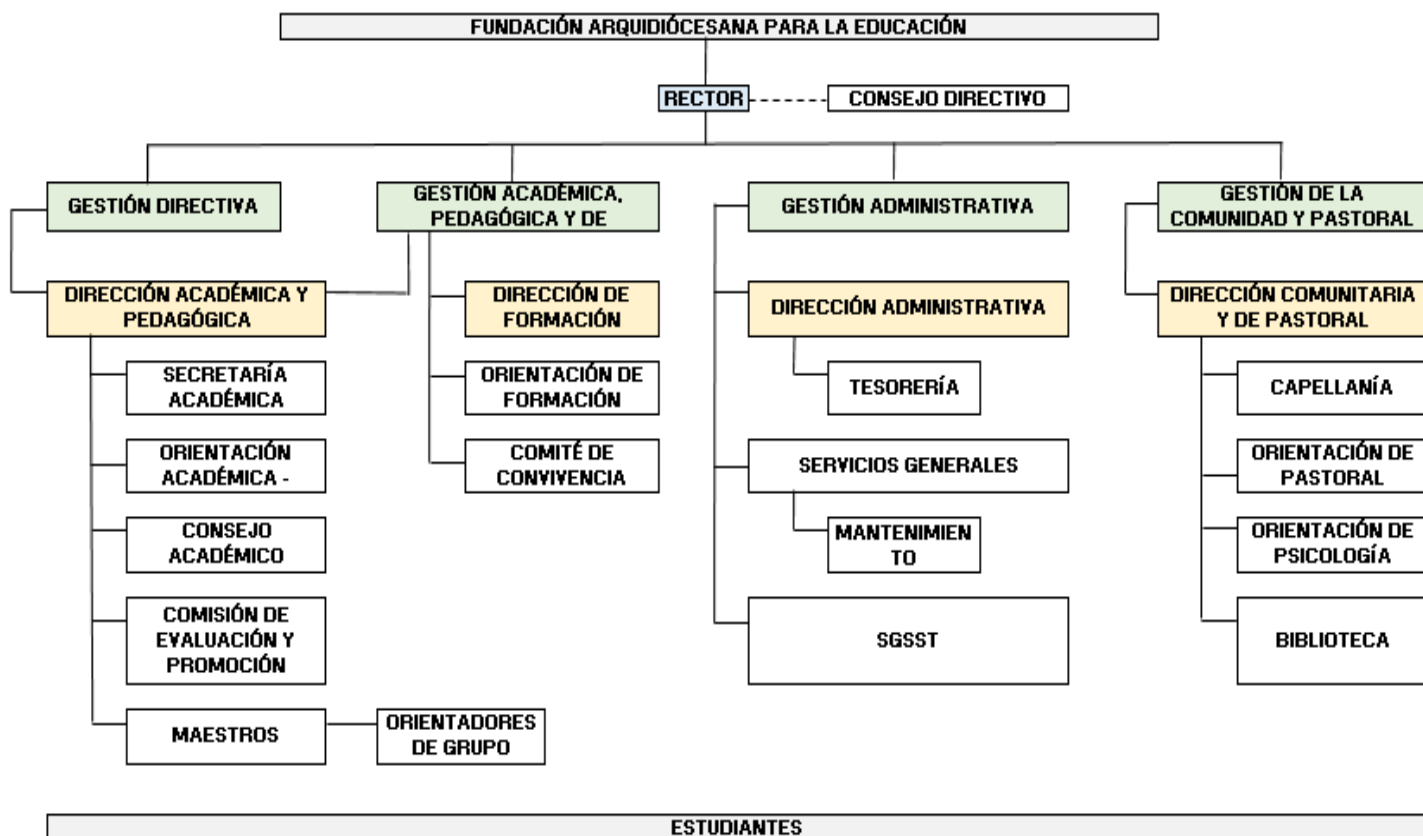 FUNDACIÓN ARQUIDIÓCESANA PARA LA EDUCACIÓN
RECTOR
CONSEJO DIRECTIVO
GESTIÓN DIRECTIVA
GESTIÓN ACADÉMICA,
PEDAGÓGICA Y DE
GESTIÓN ADMINISTRATIVA
GESTIÓN DE LA
COMUNIDAD Y PASTORAL
DIRECCIÓN ACADÉMICA Y
PEDAGÓGICA
DIRECCIÓN DE
FORMACIÓN
DIRECCIÓN ADMINISTRATIVA
DIRECCIÓN COMUNITARIA
Y DE PASTORAL
SECRETARÍA
ACADÉMICA
ORIENTACIÓN DE
FORMACIÓN
TESORERÍA
CAPELLANÍA
ORIENTACIÓN
ACADÉMICA -
COMITÉ DE
CONVIVENCIA
SERVICIOS GENERALES
ORIENTACIÓN DE
PASTORAL
CONSEJO
ACADÉMICO
MANTENIMIEN
TO
ORIENTACIÓN DE
PSICOLOGÍA
COMISIÓN DE
EVALUACIÓN Y
PROMOCIÓN
SGSST
BIBLIOTECA
MAESTROS
ORIENTADORES
DE GRUPO
ESTUDIANTES